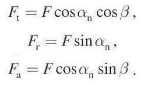 F_t = F cos α_n cos β ,
F_r = F sin α_n ,
F_a = F cos α_n sin β .